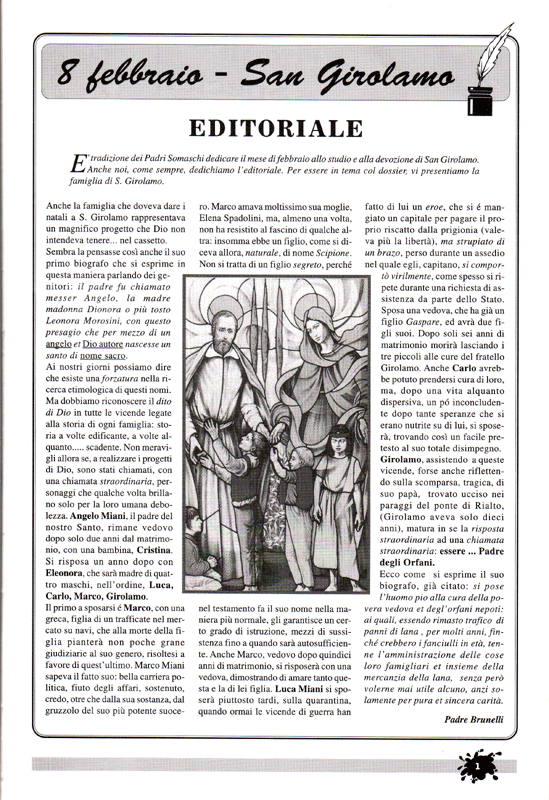 8 febbraio - San Girolamo
EDITORIALE
E' tradizione dei Padri Somaschi dedicare il mese di febbraio allo studio e alla devozione di San Girolamo.
Anche noi, come sempre, dedichiamo l'editoriale. Per essere in tema col dossier, vi presentiamo la
famiglia di S. Girolamo.
Anche la famiglia che doveva dare i
natali a S. Girolamo rappresentava
un magnifico progetto che Dio non
intendeva tenere... nel cassetto.
Sembra la pensasse così anche il suo
primo biografo che si esprime in
questa maniera parlando dei ge-
nitori: il padre fu chiamato
messer Angelo, la madre
madonna Dionora o più tosto
Leonora Morosini, con questo
presagio che per mezzo di un
angelo et Dio autore nascesse un
santo di nome sacro.
Ai nostri giorni possiamo dire
che esiste una forzatura nella ri-
cerca etimologica di questi nomi.
Ma dobbiamo riconoscere il dito
di Dio in tutte le vicende legate
alla storia di ogni famiglia: sto-
ria a volte edificante, a volte al-
quanto..... scadente. Non meravi-
gli allora se, a realizzare i progetti
di Dio, sono stati chiamati, con
una chiamata straordinaria, per-
sonaggi che qualche volta brilla-
no solo per la loro umana debo-
lezza. Angelo Miani, il padre del
nostro Santo, rimane vedovo
dopo solo due anni dal matrimo-
nio, con una bambina, Cristina.
Si risposa un anno dopo con
Eleonora, che sarà madre di quat-
tro maschi, nell'ordine, Luca,
Carlo, Marco, Girolamo.
Il primo a sposarsi é Marco, con una
greca, figlia di un trafficate nel mer-
cato su navi, che alla morte della fi-
glia pianterà non poche grane
giudiziarie al suo genero, risoltesi a
favore di quest'ultimo. Marco Miani
sapeva il fatto suo: bella carriera po-
litica, fiuto degli affari, sostenuto,
credo, otre che dalla sua sostanza, dal
gruzzolo del suo più potente suoce-
ro. Marco amava moltissimo sua moglie,
Elena Spadolini, ma, almeno una volta,
non ha resistito al fascino di qualche al-
tra: insomma ebbe un figlio, come si di-
ceva allora, naturale, di nome Scipione.
Non si tratta di un figlio segreto, perché
nel testamento fa il suo nome nella ma-
niera più normale, gli garantisce un cer-
to grado di istruzione, mezzi di sussi-
stenza fino a quando sarà autosufficien-
te. Anche Marco, vedovo dopo quindici
anni di matrimonio, si risposerà con una
vedova, dimostrando di amare tanto que-
sta e la di lei figlia. Luca Miani si spo-
serà piuttosto tardi, sulla quarantina,
quando ormai le vicende di guerra han
fatto di lui un eroe, che si é man-
giato un capitale per pagare il pro-
prio riscatto dalla prigionia (vale-
va più la libertà), ma strupiato di
un brazo, perso durante un assedio
nel quale egli, capitano, si compor-
tò virilmente, come spesso si ri-
pete durante una richiesta di as-
sistenza da parte dello Stato.
Sposa una vedova, che ha già un
figlio Gaspare, ed avrà due fi-
gli suoi. Dopo soli sei anni di
matrimonio morirà lasciando i
tre piccoli alle cure del fratello
Girolamo. Anche Carlo avreb-
be potuto prendersi cura di loro,
ma, dopo una vita alquanto
dispersiva, un pó inconcluden-
te dopo tante speranze che si
erano nutrite su di lui, si spose-
rà, trovando così un facile pre-
testo al suo totale disimpegno.
Girolamo, assistendo a queste
vicende, forse anche rifletten-
do sulla scomparsa, tragica, di
suo papà, trovato ucciso nei
paraggi del ponte di Rialto,
(Girolamo aveva solo dieci
anni), matura in se la risposta
straordinaria ad una chiamata
straordinaria: essere ... Padre
degli Orfani.
Ecco come si esprime il suo
biografo, già citato: si pose
l'huomo pio alla cura della po-
vera vedova et degl'orfani nepoti:
ai quali, essendo rimasto trafico di
panni di lana , per molti anni, fin-
ché crebbero i fanciulli in età, ten-
ne l'amministrazione delle cose
loro famigliari et insieme della
mercanzia della lana, senza però
volerne mai utile alcuno, anzi so-
lamente per pura et sincera carità.
Padre Brunelli
1